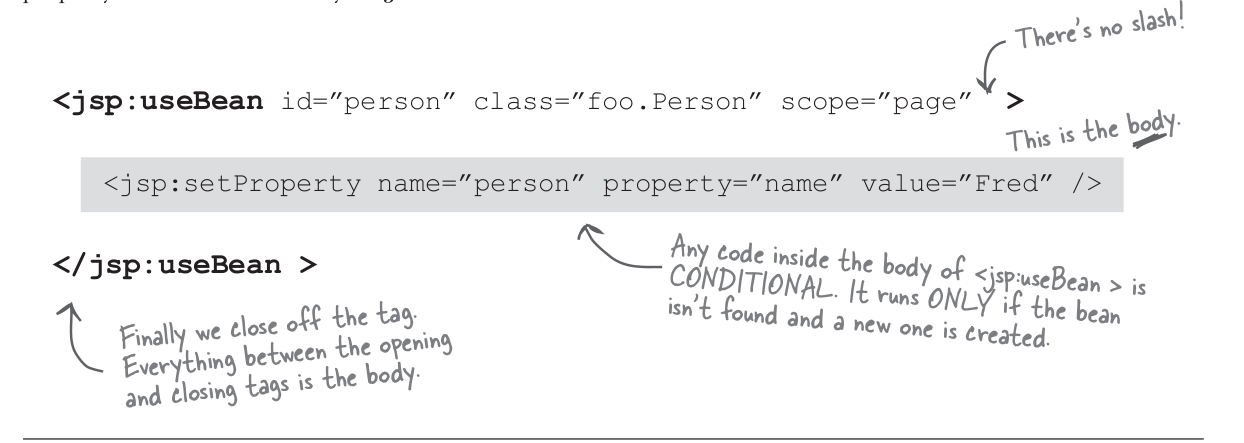 There's no slash!
<jsp:useBean id=”person” class=”foo.Person” scope=”page” >
This is the body.
<jsp:setProperty name=”person” property=”name” value=”Fred” />
</jsp:useBean >
Any code inside the body of <jsp:useBean > is
CONDITIONAL. It runs ONLY if the bean
isn't found and a new one is created.
Finally we close off the tag.
Everything between the opening
and closing tags is the body.